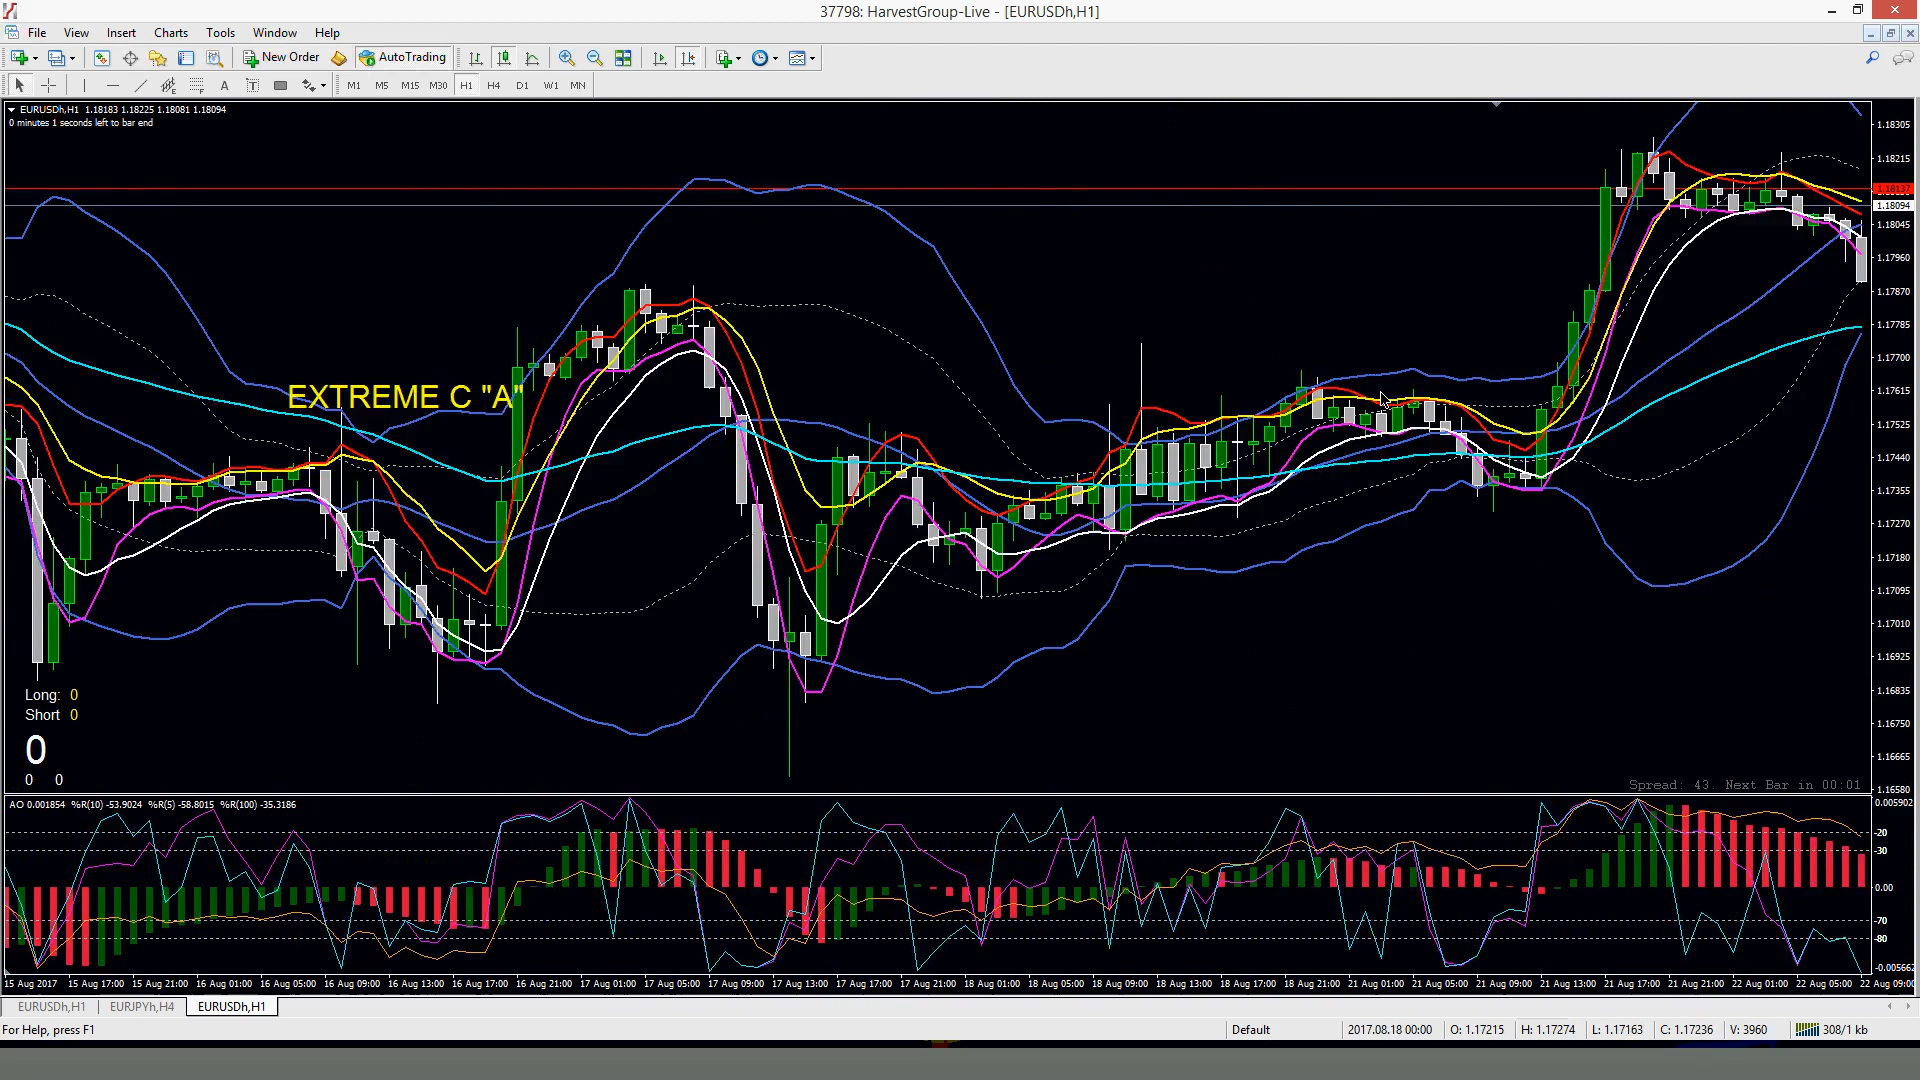 37798: HarvestGroup-Live - [EURUSDh,H1]
File View Insert Charts Tools Window Help
New Order AutoTrading
A T M1 M5 M15 M30 H1 H4 D1 W1 MN
EURUSDh,H1 1.18183 1.18225 1.18081 1.18094
0 minutes 1 seconds left to bar end
1.18305
1.18215
1.18137
1.18094
1.18045
1.17960
1.17870
1.17785
1.17700
1.17615
1.17525
1.17440
1.17355
1.17270
1.17180
1.17095
1.17010
1.16925
1.16835
1.16750
1.16665
1.16580
EXTREME C "A"
Long: 0
Short 0
0
0 0
Spread: 43. Next Bar in 00:01
AO 0.001854 %R(10) -53.9024 %R(5) -58.8015 %R(100) -35.3186
0.005902
-20
-30
0.00
-70
-80
-0.005662
15 Aug 2017 15 Aug 17:00 15 Aug 21:00 16 Aug 01:00 16 Aug 05:00 16 Aug 09:00 16 Aug 13:00 16 Aug 17:00 16 Aug 21:00 17 Aug 01:00 17 Aug 05:00 17 Aug 09:00 17 Aug 13:00 17 Aug 17:00 17 Aug 21:00 18 Aug 01:00 18 Aug 05:00 18 Aug 09:00 18 Aug 13:00 18 Aug 17:00 18 Aug 21:00 21 Aug 01:00 21 Aug 05:00 21 Aug 09:00 21 Aug 13:00 21 Aug 17:00 21 Aug 21:00 22 Aug 01:00 22 Aug 05:00 22 Aug 09:00
EURUSDh,H1 EURJPYh,H4 EURUSDh,H1
For Help, press F1 Default 2017.08.18 00:00 O: 1.17215 H: 1.17274 L: 1.17163 C: 1.17236 V: 3960 308/1 kb